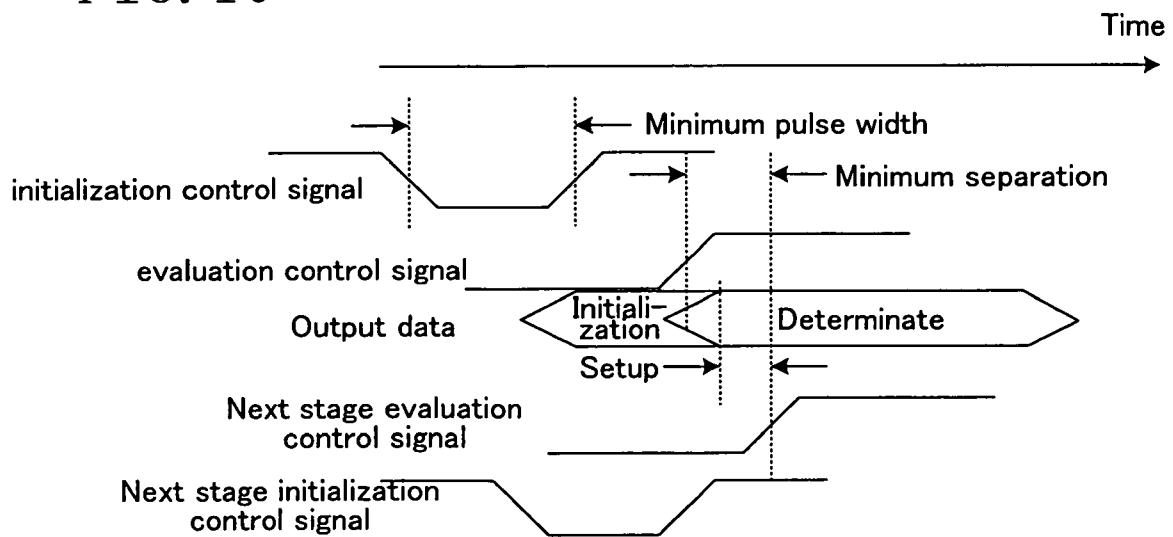 Time
Minimum pulse width
initialization control signal
Minimum separation
evaluation control signal
Output data
Initiali-
zation
Determinate
Setup
Next stage evaluation
control signal
Next stage initialization
control signal